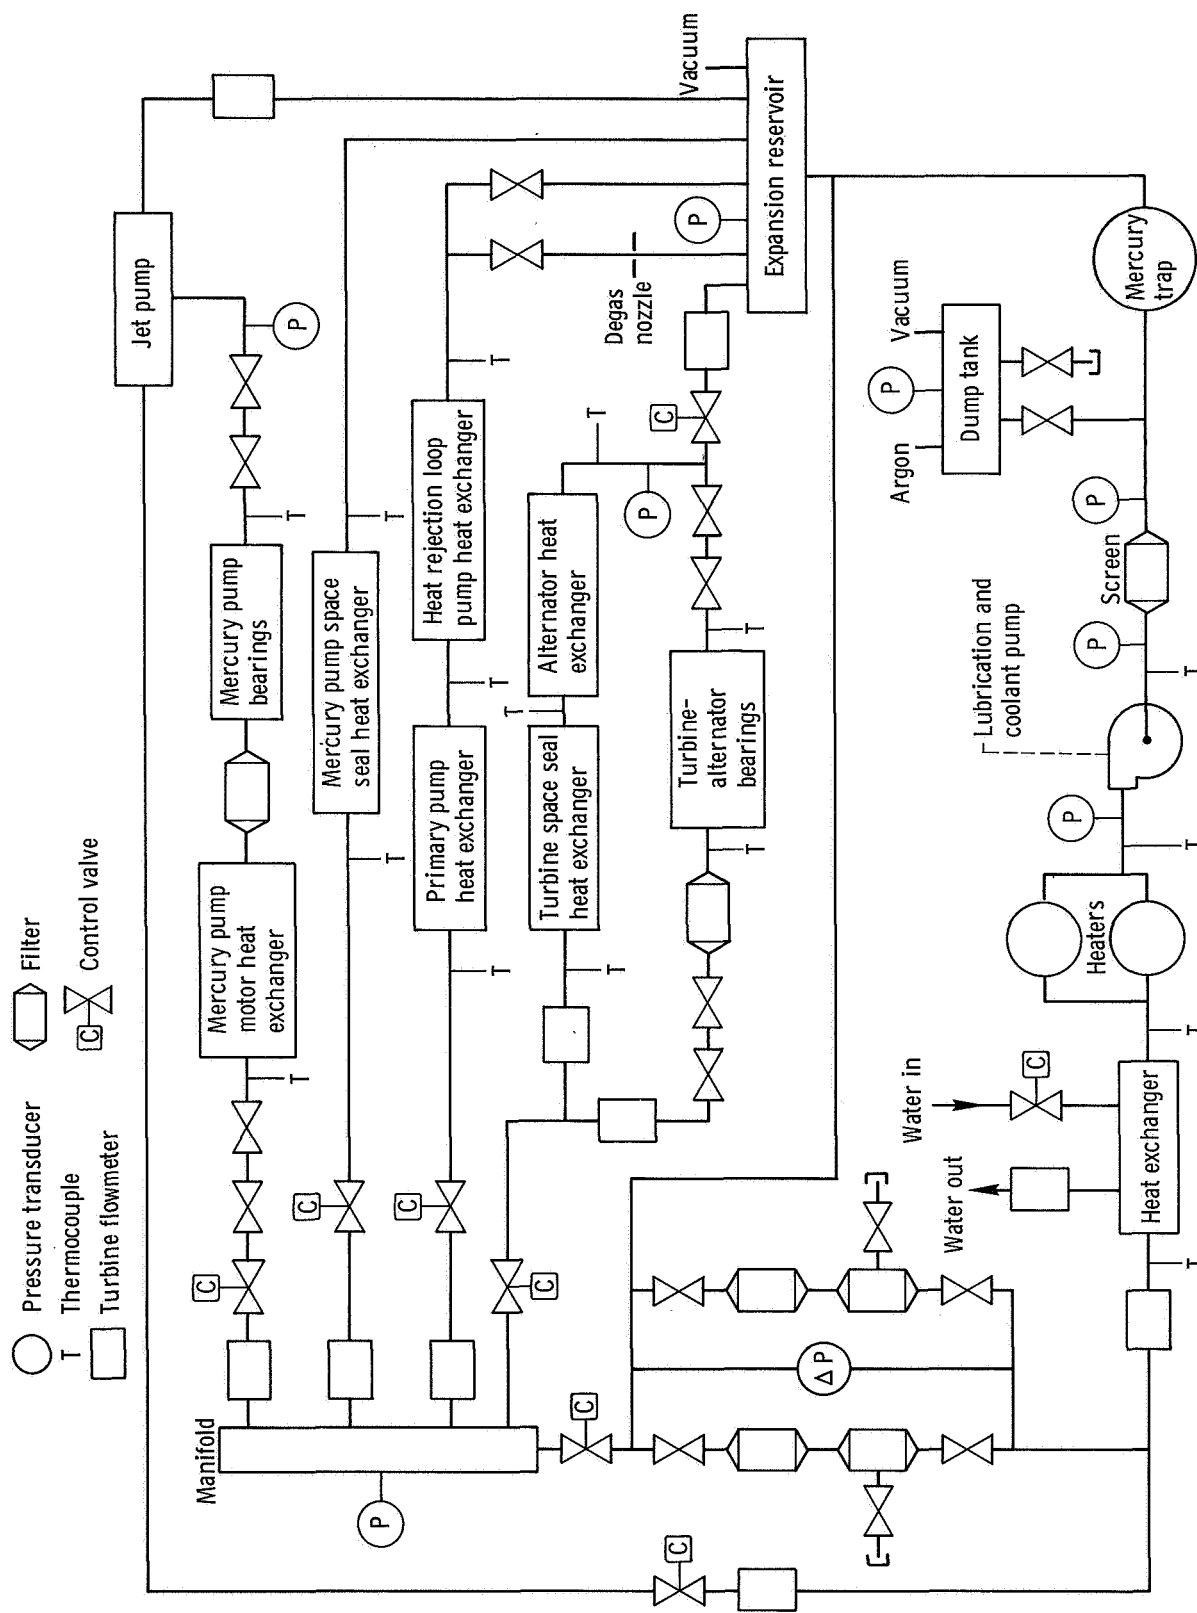 Pressure transducer
T Thermocouple
Turbine flowmeter
Filter
C
Control valve
Manifold
P
C
C
C
C
C
C
Mercury pump
motor heat
exchanger
T
Mercury pump
bearings
T
P
Jet pump
Mercury pump space
seal heat exchanger
T
T
Primary pump
heat exchanger
T
T
Heat rejection loop
pump heat exchanger
T
Turbine space seal
heat exchanger
T
T
Alternator heat
exchanger
T
P
Turbine-
alternator
bearings
T
T
C
Degas
nozzle
P
Vacuum
Expansion reservoir
Δ P
Water out
Water in
C
Heat exchanger
T
T
Heaters
T
P
Lubrication and
coolant pump
T
P
Screen
P
Argon
P
Vacuum
Dump tank
Mercury
trap